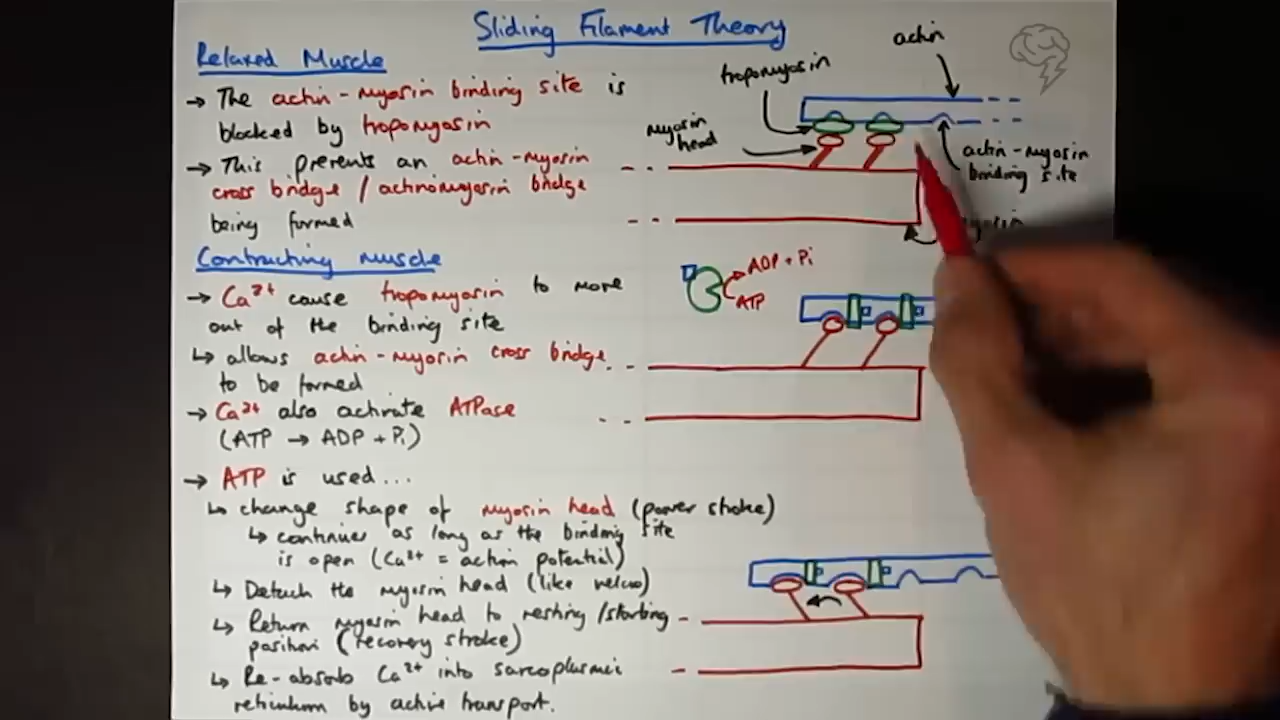 Sliding Filament Theory
Relaxed Muscle
→ The actin-myosin binding site is
blocked by tropomyosin
→ This prevents an actin-myosin
cross bridge / actinomyosin bridge
being formed
Contracting muscle
→ Ca²⁺ cause tropomyosin to move
out of the binding site
↳ allows actin-myosin cross bridge
to be formed
→ Ca²⁺ also activate ATPase
(ATP → ADP + Pi)
→ ATP is used...
↳ change shape of myosin head (power stroke)
↳ continues as long as the binding site
is open (Ca²⁺ = action potential)
↳ Detach the myosin head (like velcro)
↳ Return myosin head to resting/starting
position (recovery stroke)
↳ Re-absorb Ca²⁺ into sarcoplasmic
reticulum by active transport.
actin
tropomyosin
myosin
head
actin-myosin
binding site
ADP + Pi
ATP